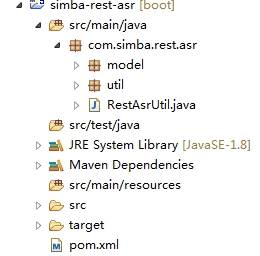 simba-rest-asr [boot]
src/main/java
com.simba.rest.asr
model
util
RestAsrUtil.java
src/test/java
JRE System Library [JavaSE-1.8]
Maven Dependencies
src/main/resources
src
target
pom.xml